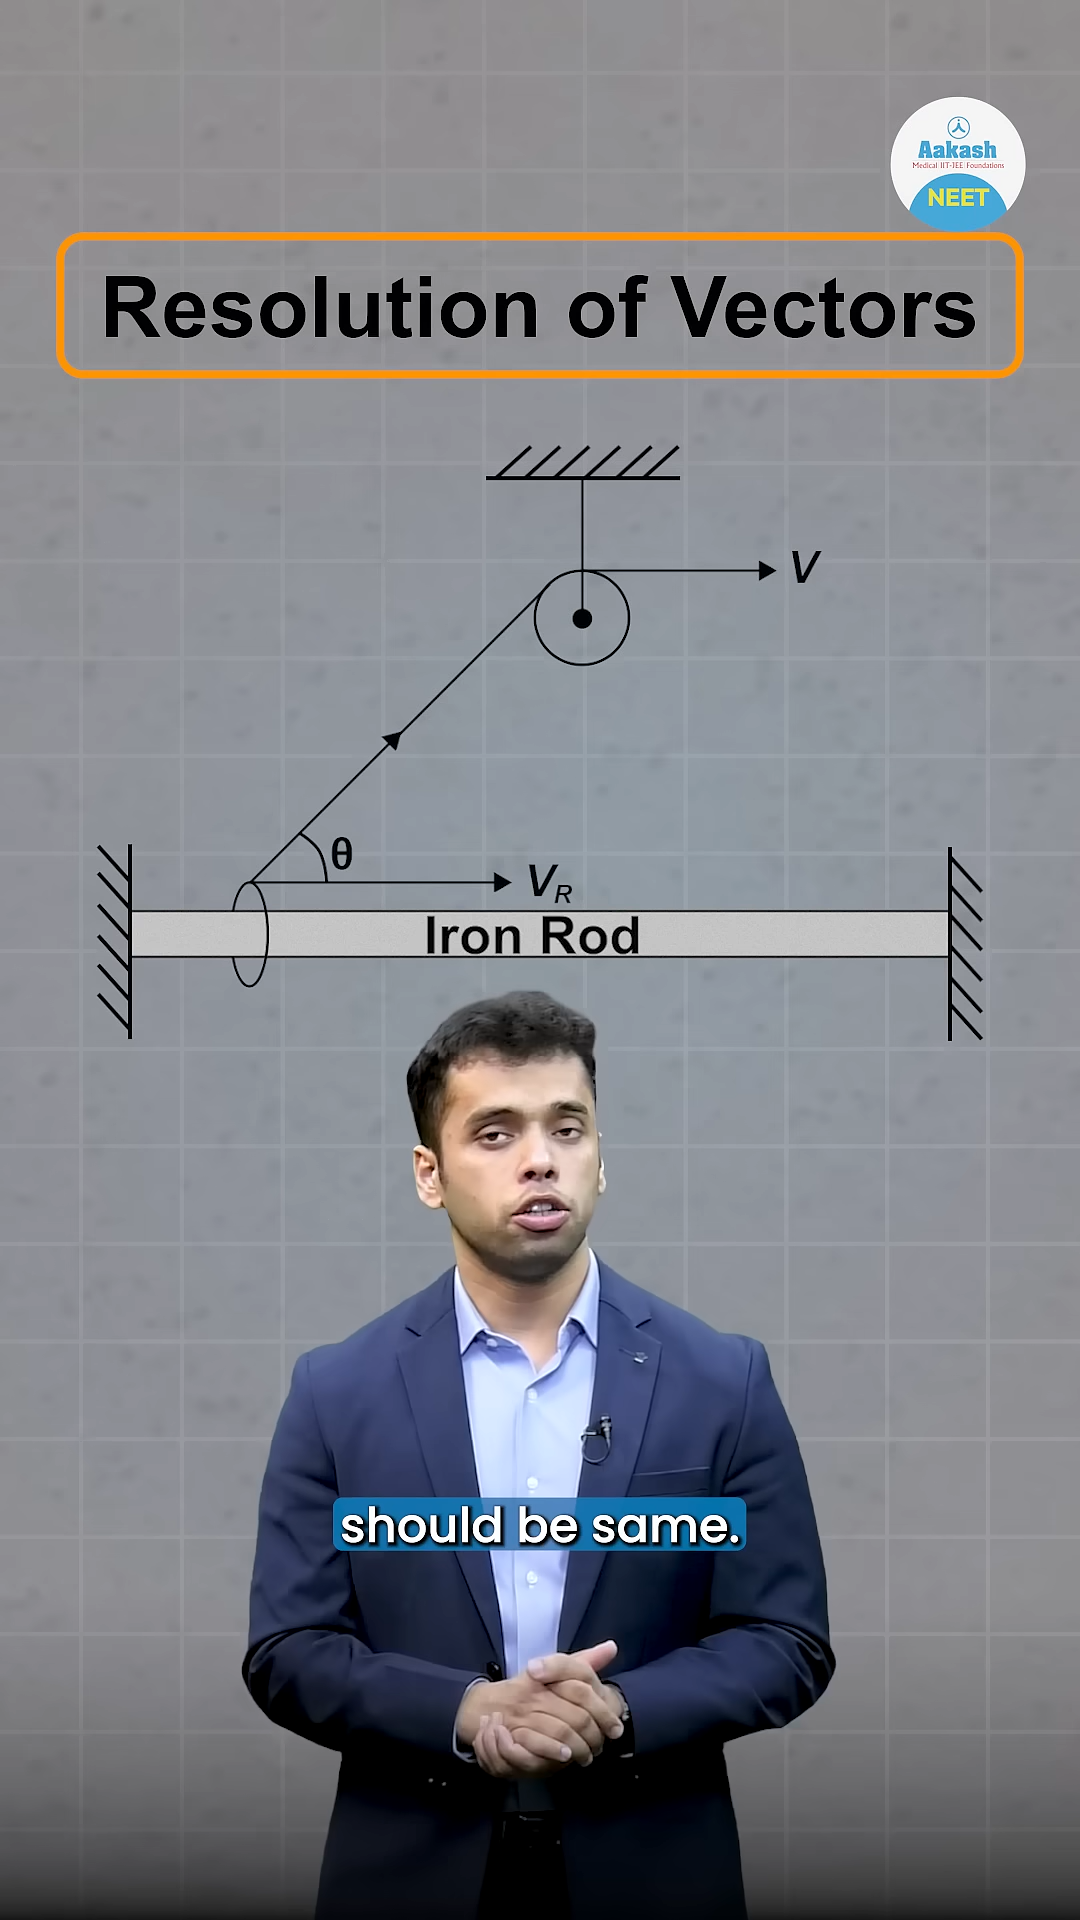 Aakash
Medical IIT-JEE Foundations
NEET
Resolution of Vectors
V
θ
V_R
Iron Rod
should be same.